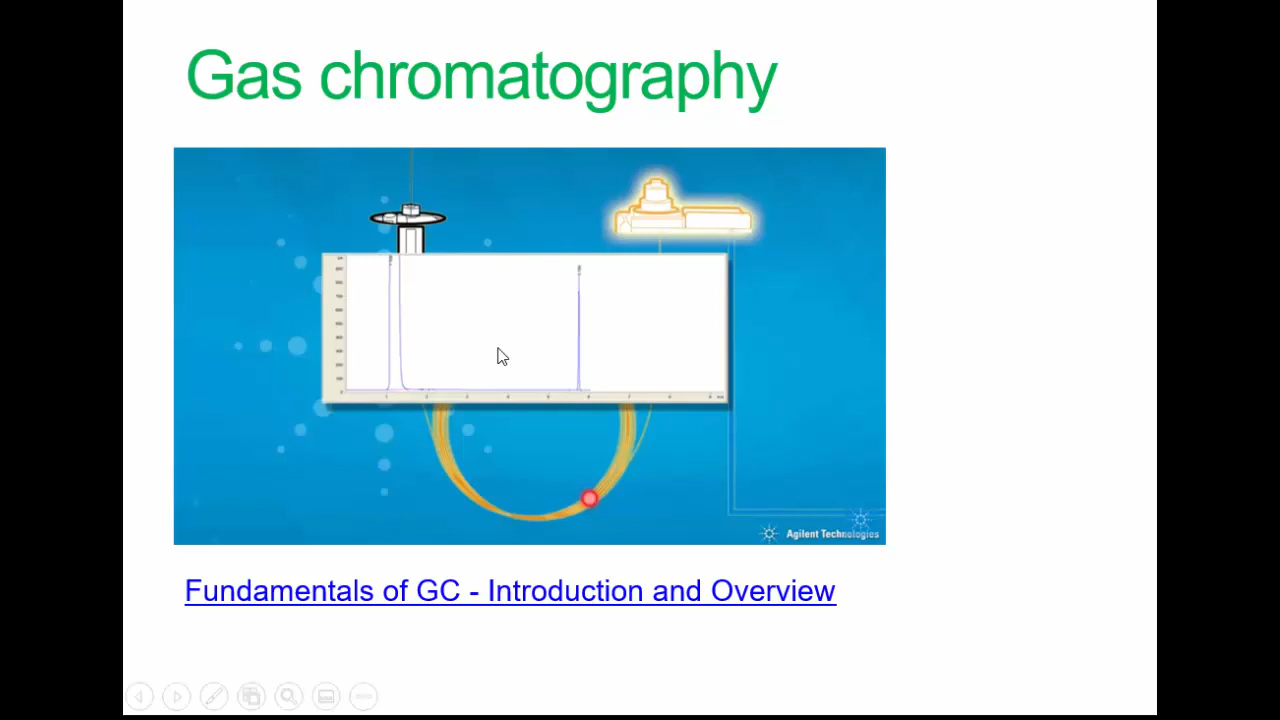 Gas chromatography
Agilent Technologies
Fundamentals of GC - Introduction and Overview